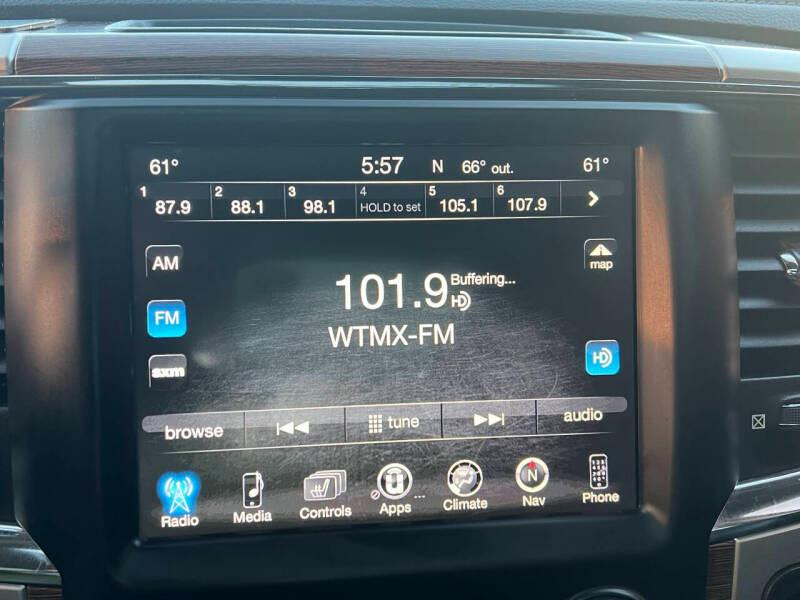 61° 5:57 N 66° out. 61°
1 87.9 2 88.1 3 98.1 4 HOLD to set 5 105.1 6 107.9
AM
map
101.9 Buffering...
HD
FM
WTMX-FM
HD
sxm
browse tune audio
N
Radio Media Controls Apps ... Climate Nav Phone